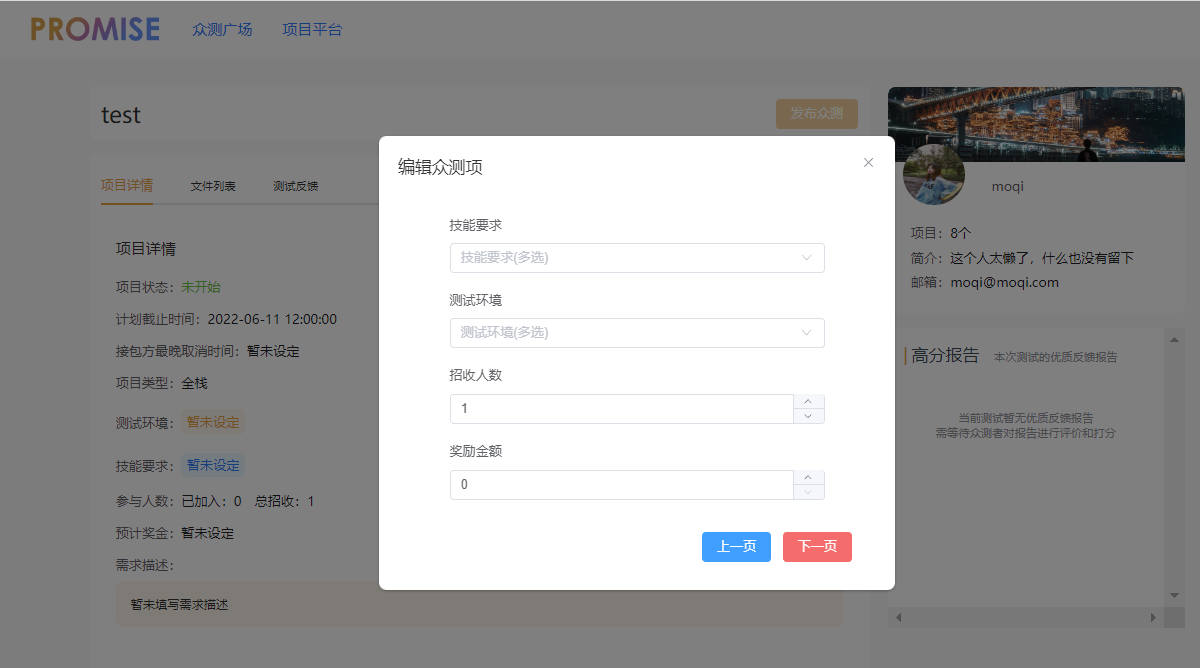 PROMISE 众测广场 项目平台
test 发布众测
项目详情 文件列表 测试反馈
项目详情
项目状态：未开始
计划截止时间：2022-06-11 12:00:00
接包方最晚取消时间：暂未设定
项目类型：全栈
测试环境：暂未设定
技能要求：暂未设定
参与人数：已加入：0 总招收：1
预计奖金：暂未设定
需求描述：
暂未填写需求描述
编辑众测项
技能要求
技能要求(多选)
测试环境
测试环境(多选)
招收人数
1
奖励金额
0
上一页 下一页
moqi
项目：8个
简介：这个人太懒了，什么也没有留下
邮箱：moqi@moqi.com
高分报告 本次测试的优质反馈报告
当前测试暂无优质反馈报告
需等待众测者对报告进行评价和打分